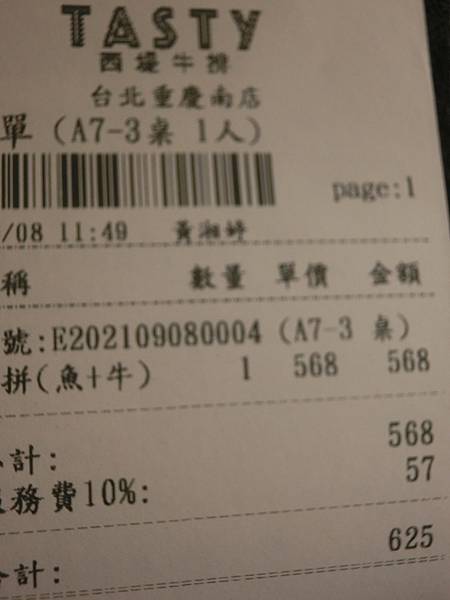 TASTY
西堤牛排
台北重慶南店
單 (A7-3桌 1人)
page:1
/08 11:49 黃湘婷
稱 數量 單價 金額
號:E202109080004 (A7-3 桌)
拼(魚+牛) 1 568 568
計: 568
務費10%: 57
計: 625